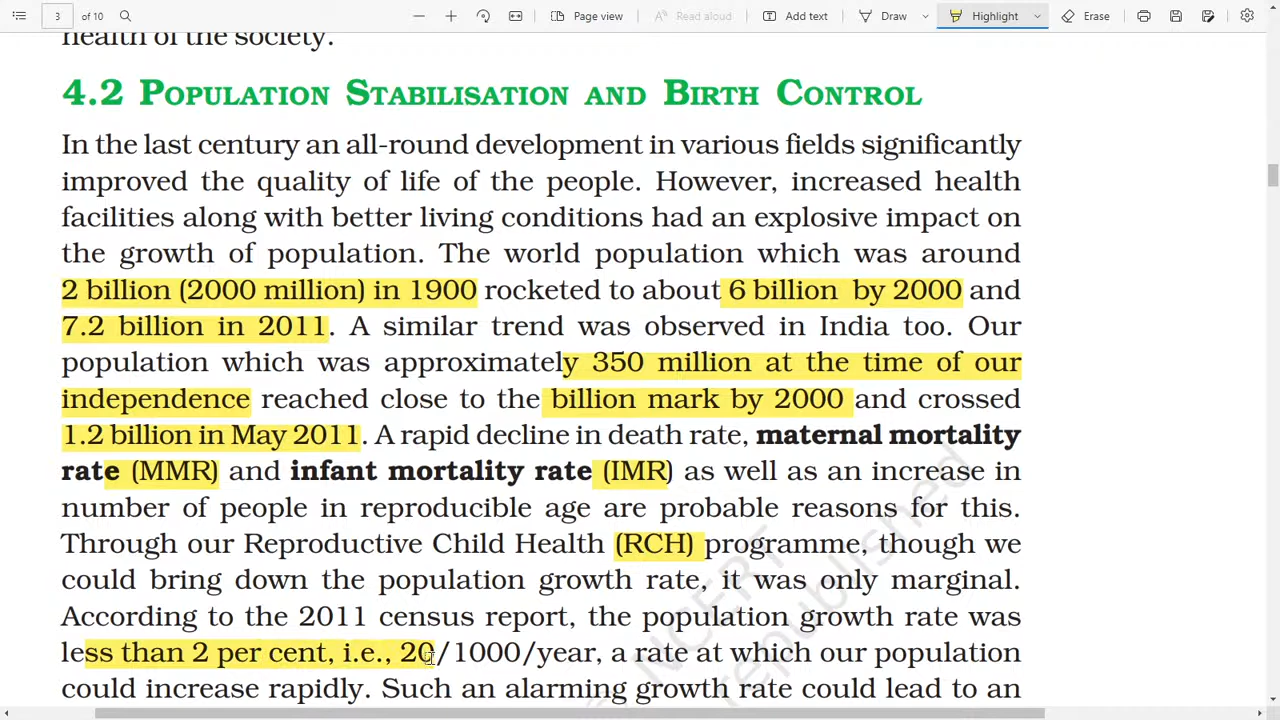 3 of 10 Page view Read aloud Add text Draw Highlight Erase
health of the society.
4.2 POPULATION STABILISATION AND BIRTH CONTROL
In the last century an all-round development in various fields significantly
improved the quality of life of the people. However, increased health
facilities along with better living conditions had an explosive impact on
the growth of population. The world population which was around
2 billion (2000 million) in 1900 rocketed to about 6 billion by 2000 and
7.2 billion in 2011. A similar trend was observed in India too. Our
population which was approximately 350 million at the time of our
independence reached close to the billion mark by 2000 and crossed
1.2 billion in May 2011. A rapid decline in death rate, maternal mortality
rate (MMR) and infant mortality rate (IMR) as well as an increase in
number of people in reproducible age are probable reasons for this.
Through our Reproductive Child Health (RCH) programme, though we
could bring down the population growth rate, it was only marginal.
According to the 2011 census report, the population growth rate was
less than 2 per cent, i.e., 20/1000/year, a rate at which our population
could increase rapidly. Such an alarming growth rate could lead to an
NCERT
republished